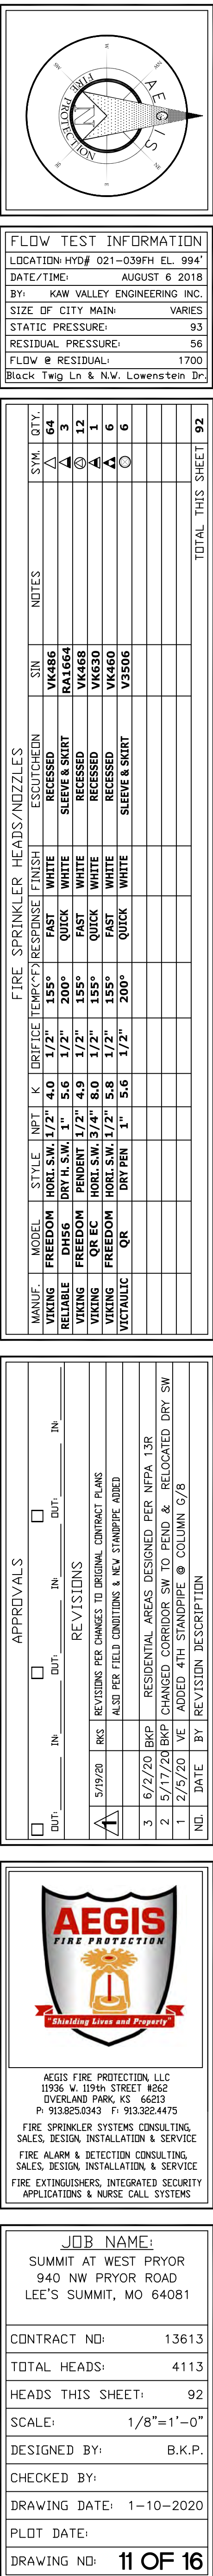 N
NE
E
SE
S
SW
W
NW
AEGIS
FIRE PROTECTION
FLOW TEST INFORMATION
LOCATION: HYD# 021-039FH EL. 994'
DATE/TIME: AUGUST 6 2018
BY: KAW VALLEY ENGINEERING INC.
SIZE OF CITY MAIN: VARIES
STATIC PRESSURE: 93
RESIDUAL PRESSURE: 56
FLOW @ RESIDUAL: 1700
Black Twig Ln & N.W. Lowenstein Dr.
FIRE SPRINKLER HEADS/NOZZLES
MANUF. MODEL STYLE NPT K ORIFICE TEMP(°F) RESPONSE FINISH ESCUTCHEON SIN NOTES SYM. QTY.
VIKING FREEDOM HORI. S.W. 1/2" 4.0 1/2" 155° FAST WHITE RECESSED VK486 64
RELIABLE DH56 DRY H. S.W. 1" 5.6 1/2" 200° QUICK WHITE SLEEVE & SKIRT RA1664 3
VIKING FREEDOM PENDENT 1/2" 4.9 1/2" 155° FAST WHITE RECESSED VK468 12
VIKING QR EC HORI. S.W. 3/4" 8.0 1/2" 155° QUICK WHITE RECESSED VK630 1
VIKING FREEDOM HORI. S.W. 1/2" 5.8 1/2" 155° FAST WHITE RECESSED VK460 6
VICTAULIC QR DRY PEN 1" 5.6 1/2" 200° QUICK WHITE SLEEVE & SKIRT V3506 6
TOTAL THIS SHEET 92
APPROVALS
OUT: IN: OUT: IN: OUT: IN:
REVISIONS
1 5/19/20 RKS REVISIONS PER CHANGES TO ORIGINAL CONTRACT PLANS
ALSO PER FIELD CONDITIONS & NEW STANDPIPE ADDED
3 6/2/20 BKP RESIDENTIAL AREAS DESIGNED PER NFPA 13R
2 5/17/20 BKP CHANGED CORRIDOR SW TO PEND & RELOCATED DRY SW
1 2/5/20 VE ADDED 4TH STANDPIPE @ COLUMN G/8
NO. DATE BY REVISION DESCRIPTION
AEGIS
FIRE PROTECTION
"Shielding Lives and Property"
AEGIS FIRE PROTECTION, LLC
11936 W. 119th STREET #262
OVERLAND PARK, KS 66213
P: 913.825.0343 F: 913.322.4475
FIRE SPRINKLER SYSTEMS CONSULTING,
SALES, DESIGN, INSTALLATION & SERVICE
FIRE ALARM & DETECTION CONSULTING,
SALES, DESIGN, INSTALLATION, & SERVICE
FIRE EXTINGUISHERS, INTEGRATED SECURITY
APPLICATIONS & NURSE CALL SYSTEMS
JOB NAME:
SUMMIT AT WEST PRYOR
940 NW PRYOR ROAD
LEE'S SUMMIT, MO 64081
CONTRACT NO: 13613
TOTAL HEADS: 4113
HEADS THIS SHEET: 92
SCALE: 1/8"=1'-0"
DESIGNED BY: B.K.P.
CHECKED BY:
DRAWING DATE: 1-10-2020
PLOT DATE:
DRAWING NO: 11 OF 16